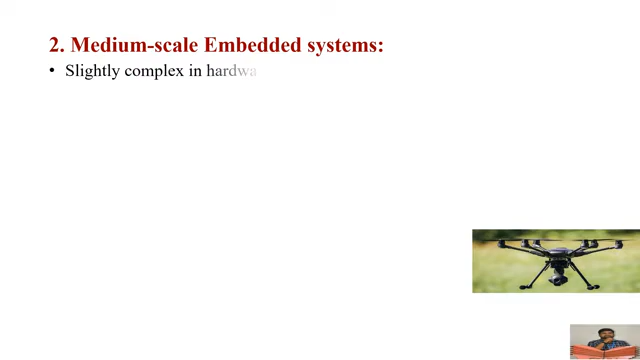 2. Medium-scale Embedded systems:
• Slightly complex in hardwa